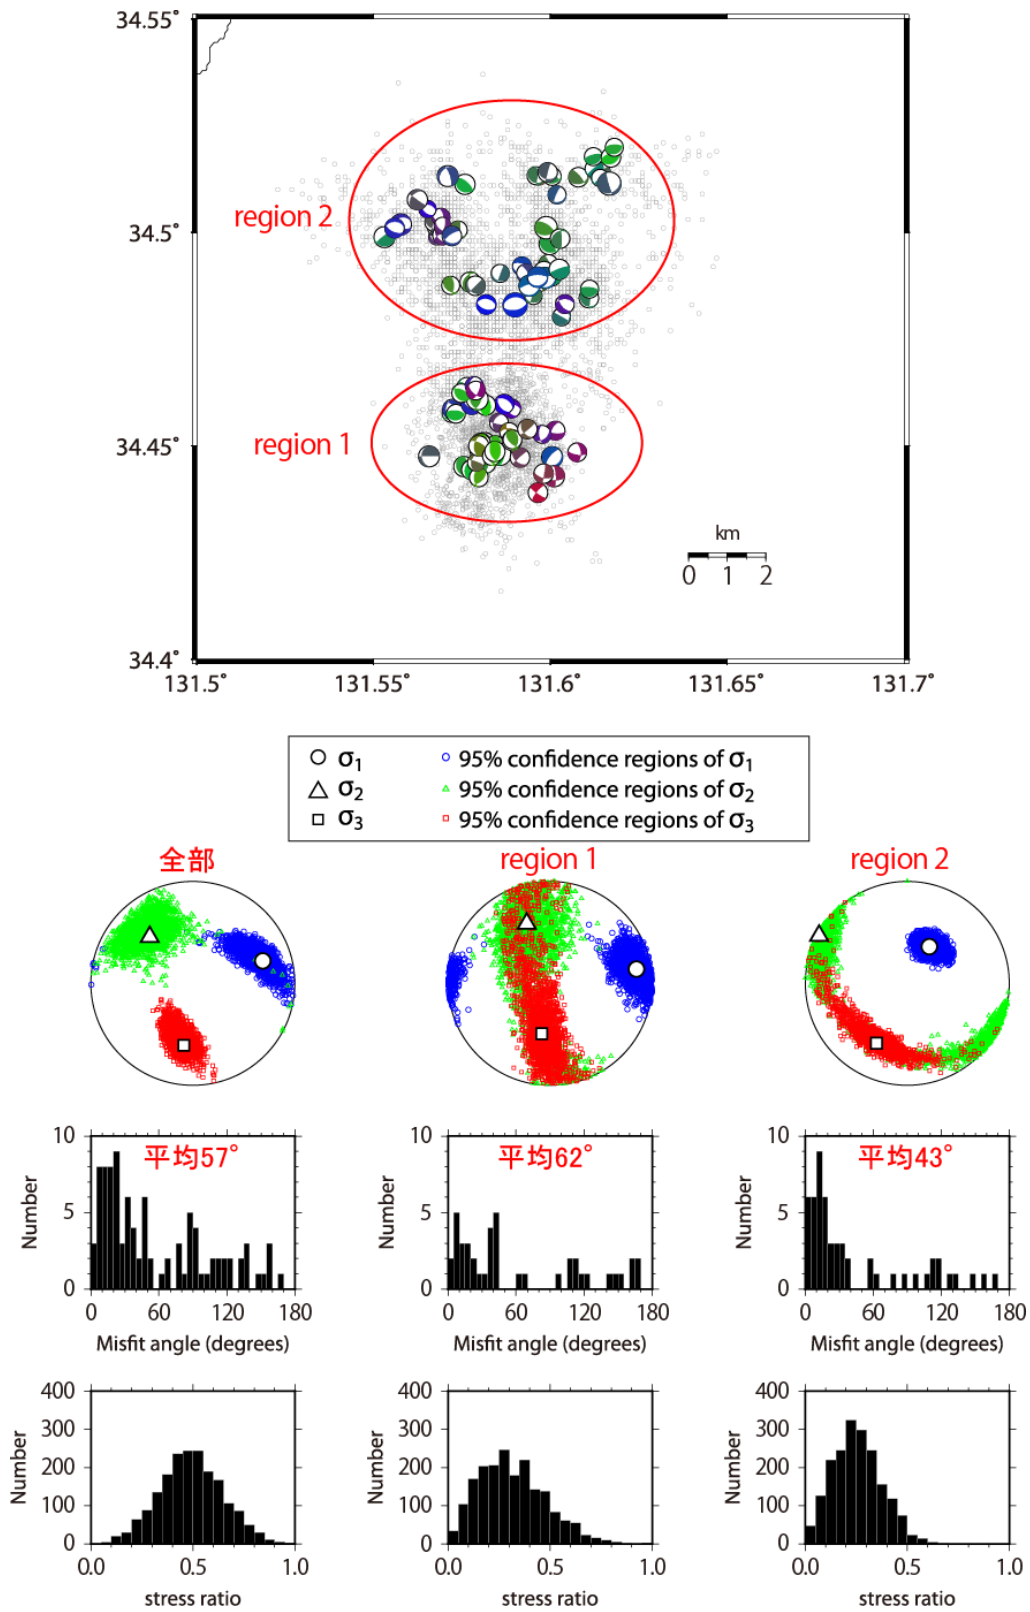 34.55°
region 2
34.5°
region 1
34.45°
km
0 1 2
34.4°
131.5° 131.55° 131.6° 131.65° 131.7°
σ1 95% confidence regions of σ1
σ2 95% confidence regions of σ2
σ3 95% confidence regions of σ3
全部 region 1 region 2
10 10 10
平均57° 平均62° 平均43°
Number Number Number
5 5 5
0 0 0
0 60 120 180 0 60 120 180 0 60 120 180
Misfit angle (degrees) Misfit angle (degrees) Misfit angle (degrees)
400 400 400
300 300 300
Number Number Number
200 200 200
100 100 100
0 0 0
0.0 0.5 1.0 0.0 0.5 1.0 0.0 0.5 1.0
stress ratio stress ratio stress ratio